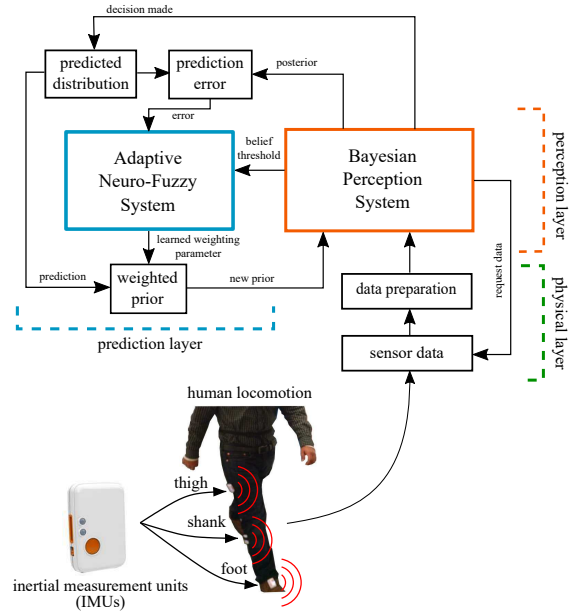 decision made
predicted
distribution
prediction
error
posterior
error
Adaptive
Neuro-Fuzzy
System
belief
threshold
Bayesian
Perception
System
perception layer
learned weighting
parameter
prediction
weighted
prior
new prior
request data
data preparation
physical layer
prediction layer
sensor data
human locomotion
thigh
shank
foot
inertial measurement units
(IMUs)